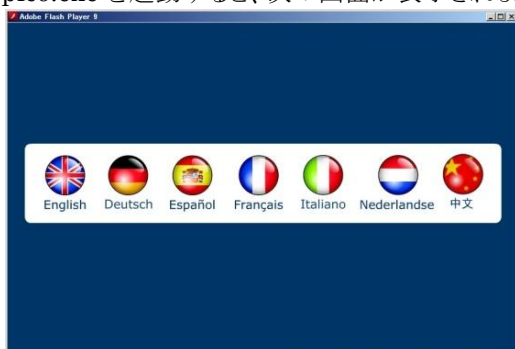 Adobe Flash Player 9
English Deutsch Español Français Italiano Nederlandse 中文